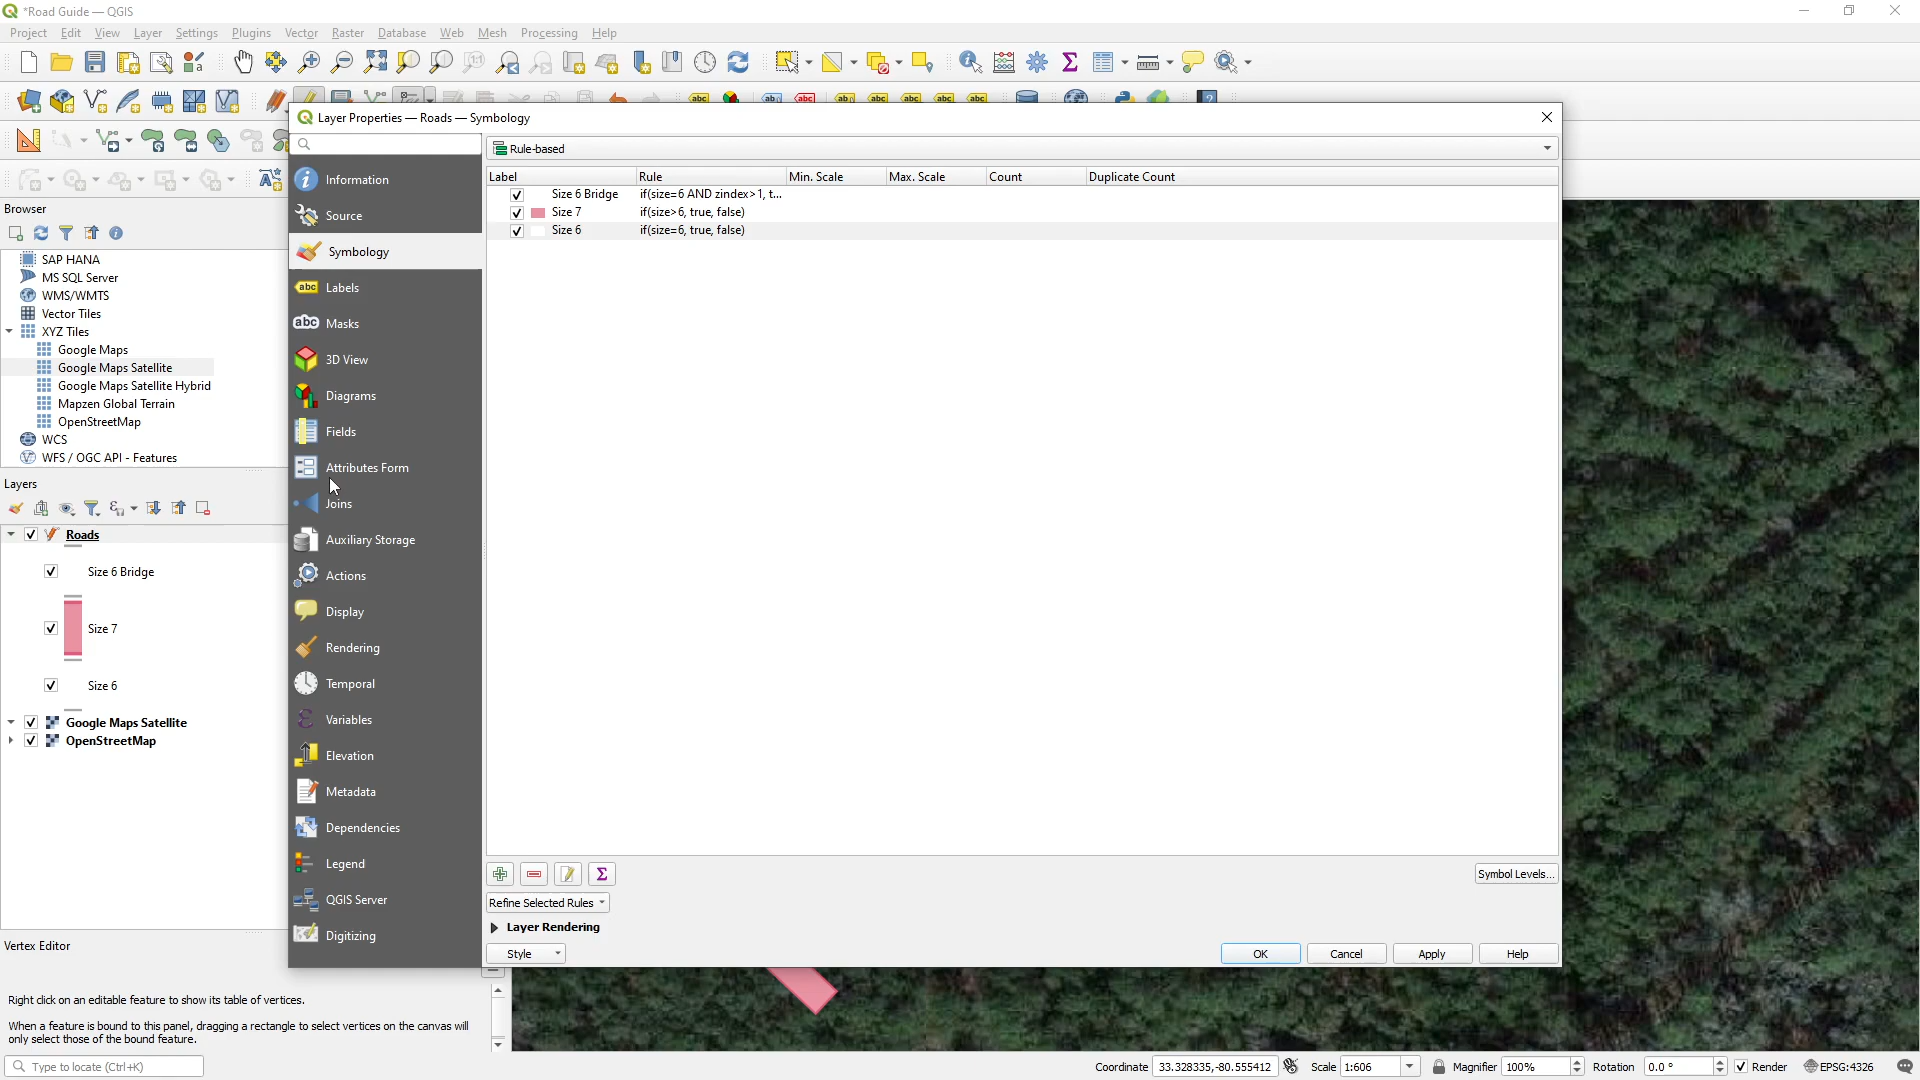 *Road Guide — QGIS
Project Edit View Layer Settings Plugins Vector Raster Database Web Mesh Processing Help
Layer Properties — Roads — Symbology
Information
Source
Symbology
Labels
Masks
3D View
Diagrams
Fields
Attributes Form
Joins
Auxiliary Storage
Actions
Display
Rendering
Temporal
Variables
Elevation
Metadata
Dependencies
Legend
QGIS Server
Digitizing
Rule-based
Label Rule Min. Scale Max. Scale Count Duplicate Count
Size 6 Bridge if(size=6 AND zindex>1, t...
Size 7 if(size>6, true, false)
Size 6 if(size=6, true, false)
Symbol Levels...
Refine Selected Rules
Layer Rendering
Style OK Cancel Apply Help
Browser
SAP HANA
MS SQL Server
WMS/WMTS
Vector Tiles
XYZ Tiles
Google Maps
Google Maps Satellite
Google Maps Satellite Hybrid
Mapzen Global Terrain
OpenStreetMap
WCS
WFS / OGC API - Features
Layers
Roads
Size 6 Bridge
Size 7
Size 6
Google Maps Satellite
OpenStreetMap
Vertex Editor
Right click on an editable feature to show its table of vertices.
When a feature is bound to this panel, dragging a rectangle to select vertices on the canvas will
only select those of the bound feature.
Type to locate (Ctrl+K)
Coordinate 33.328335,-80.555412 Scale 1:606 Magnifier 100% Rotation 0.0 ° Render EPSG:4326